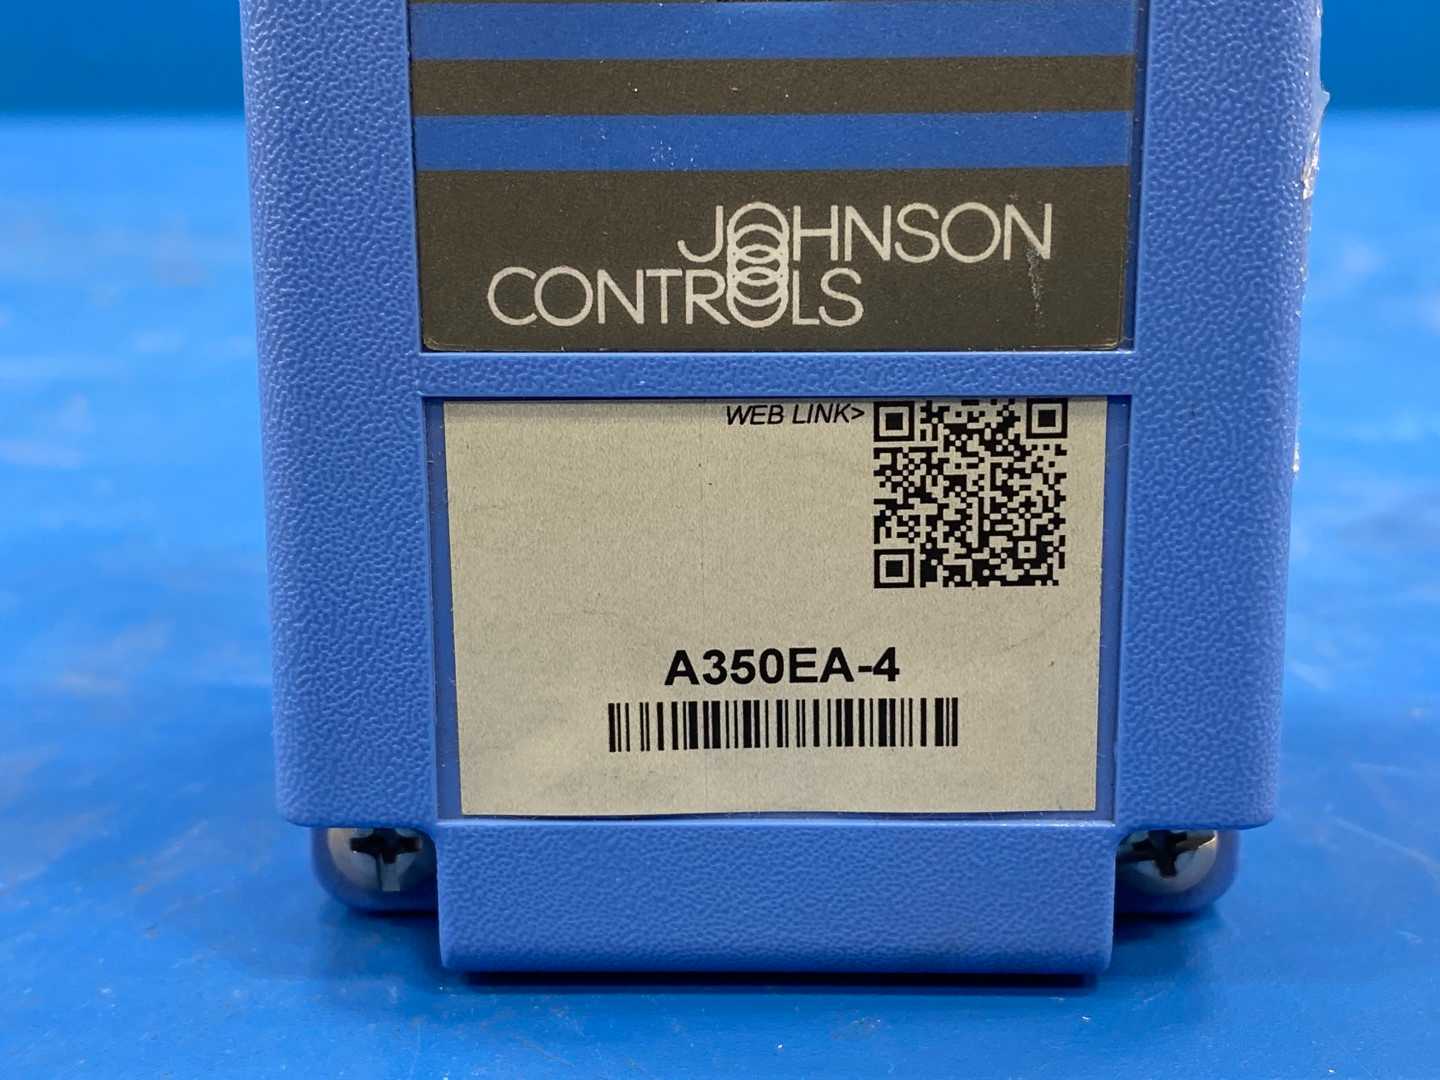 JOHNSON
CONTROLS
WEB LINK>
A350EA-4